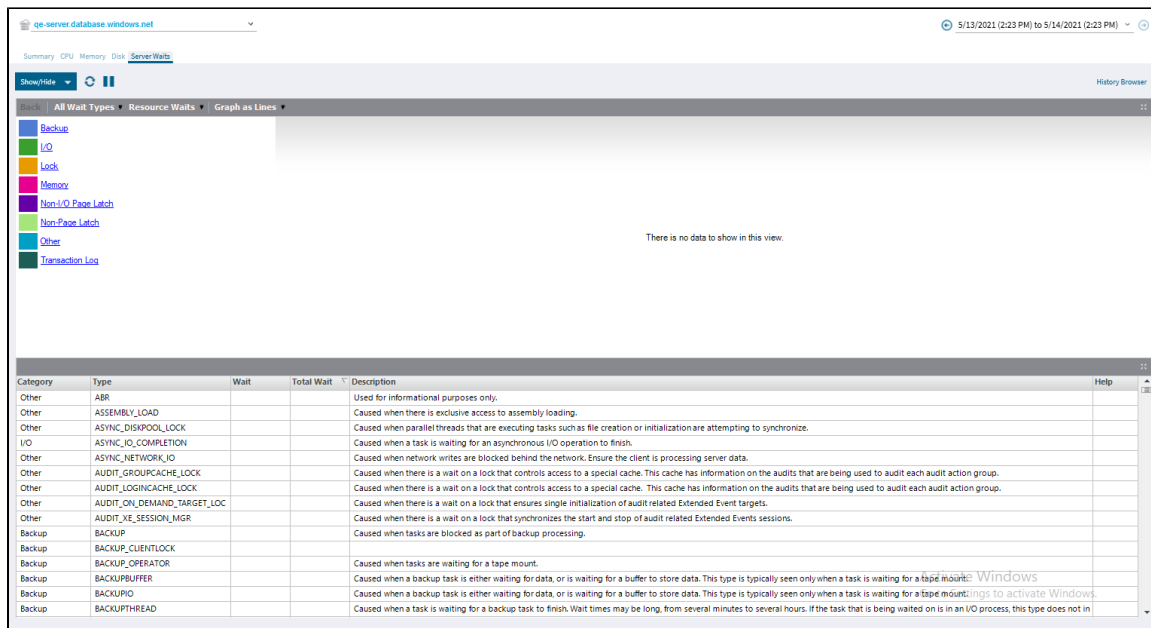 qe-server.database.windows.net
5/13/2021 (2:23 PM) to 5/14/2021 (2:23 PM)
Summary CPU Memory Disk Server Waits
Show/Hide
History Browser
Back All Wait Types Resource Waits Graph as Lines
Backup
I/O
Lock
Memory
Non-I/O Page Latch
Non-Page Latch
Other
Transaction Log
There is no data to show in this view.
Category Type Wait Total Wait Description Help
Other ABR Used for informational purposes only.
Other ASSEMBLY_LOAD Caused when there is exclusive access to assembly loading.
Other ASYNC_DISKPOOL_LOCK Caused when parallel threads that are executing tasks such as file creation or initialization are attempting to synchronize.
I/O ASYNC_IO_COMPLETION Caused when a task is waiting for an asynchronous I/O operation to finish.
Other ASYNC_NETWORK_IO Caused when network writes are blocked behind the network. Ensure the client is processing server data.
Other AUDIT_GROUPCACHE_LOCK Caused when there is a wait on a lock that controls access to a special cache. This cache has information on the audits that are being used to audit each audit action group.
Other AUDIT_LOGINCACHE_LOCK Caused when there is a wait on a lock that controls access to a special cache. This cache has information on the audits that are being used to audit each audit action group.
Other AUDIT_ON_DEMAND_TARGET_LOC Caused when there is a wait on a lock that ensures single initialization of audit related Extended Event targets.
Other AUDIT_XE_SESSION_MGR Caused when there is a wait on a lock that synchronizes the start and stop of audit related Extended Events sessions.
Backup BACKUP Caused when tasks are blocked as part of backup processing.
Backup BACKUP_CLIENTLOCK
Backup BACKUP_OPERATOR Caused when tasks are waiting for a tape mount.
Backup BACKUPBUFFER Caused when a backup task is either waiting for data, or is waiting for a buffer to store data. This type is typically seen only when a task is waiting for a tape mount.
Activate Windows
Backup BACKUPIO Caused when a backup task is either waiting for data, or is waiting for a buffer to store data. This type is typically seen only when a task is waiting for a tape mount.
Settings to activate Windows.
Backup BACKUPTHREAD Caused when a task is waiting for a backup task to finish. Wait times may be long, from several minutes to several hours. If the task that is being waited on is in an I/O process, this type does not in